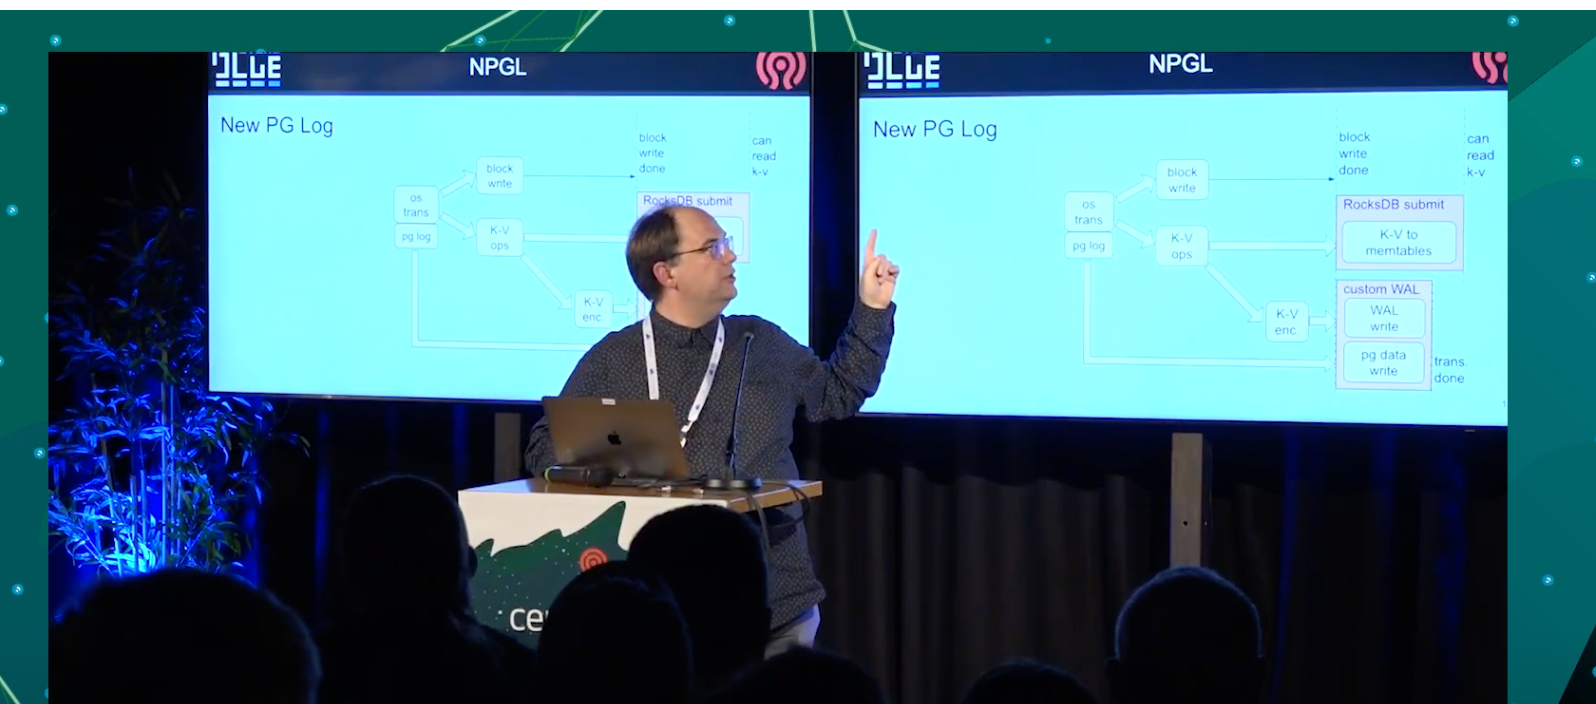 NPGL
New PG Log
block
write
done
can
read
k-v
block
write
os
trans
pg log
K-V
ops
RocksDB submit
K-V
enc.
NPGL
New PG Log
block
write
done
can
read
k-v
block
write
os
trans
pg log
K-V
ops
RocksDB submit
K-V to
memtables
custom WAL
WAL
write
K-V
enc.
pg data
write
trans.
done
ce